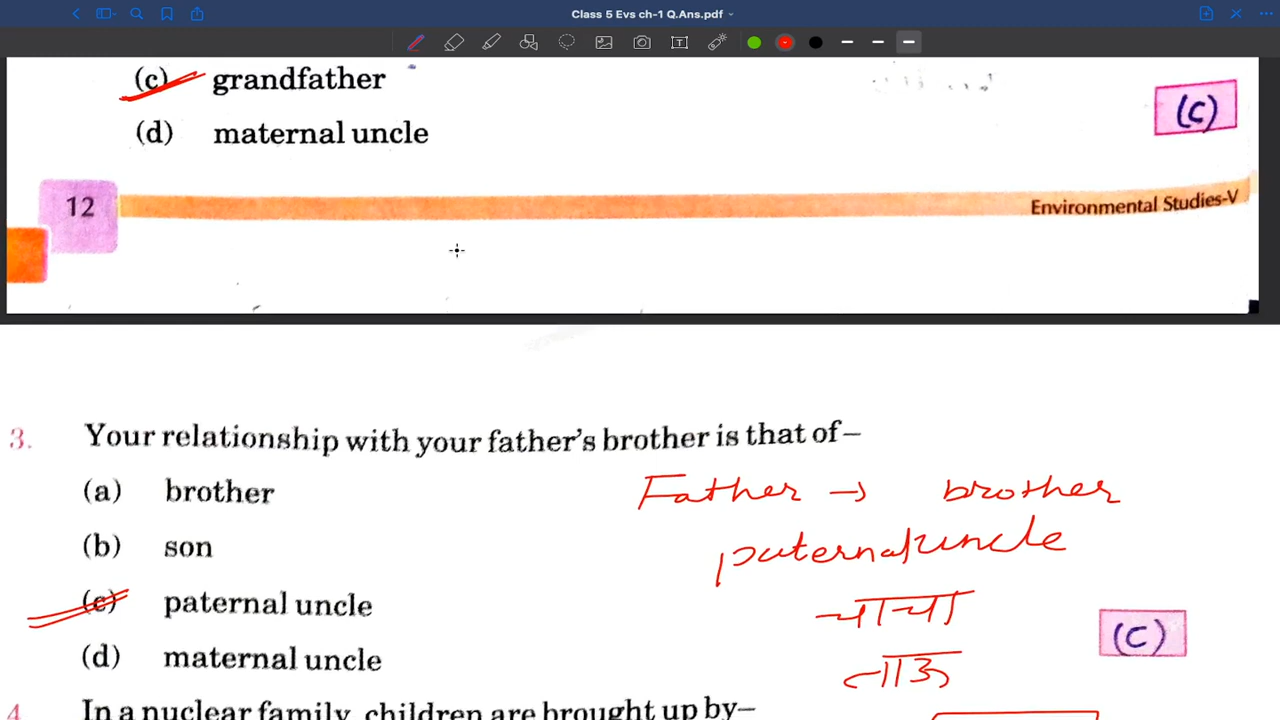 Class 5 Evs ch-1 Q.Ans.pdf
(c) grandfather
(d) maternal uncle
(c)
12
Environmental Studies-V
3. Your relationship with your father's brother is that of–
(a) brother
(b) son
(c) paternal uncle
(d) maternal uncle
Father → brother
paternal uncle
चाचा
ताऊ
(C)
4 In a nuclear family, children are brought up by–